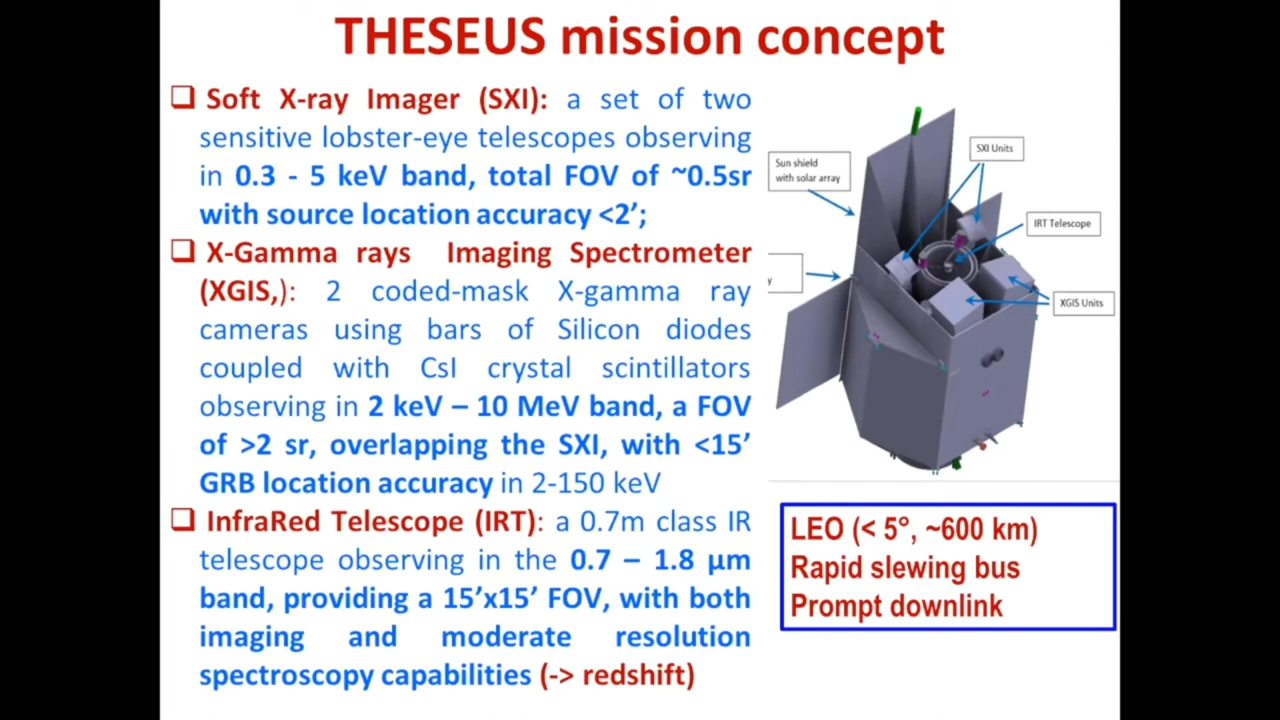 THESEUS mission concept
❑ Soft X-ray Imager (SXI): a set of two
sensitive lobster-eye telescopes observing
in 0.3 - 5 keV band, total FOV of ~0.5sr
with source location accuracy <2’;
❑ X-Gamma rays Imaging Spectrometer
(XGIS,): 2 coded-mask X-gamma ray
cameras using bars of Silicon diodes
coupled with CsI crystal scintillators
observing in 2 keV – 10 MeV band, a FOV
of >2 sr, overlapping the SXI, with <15’
GRB location accuracy in 2-150 keV
❑ InfraRed Telescope (IRT): a 0.7m class IR
telescope observing in the 0.7 – 1.8 µm
band, providing a 15’x15’ FOV, with both
imaging and moderate resolution
spectroscopy capabilities (-> redshift)
Sun shield
with solar array
SXI Units
IRT Telescope
y
XGIS Units
LEO (< 5°, ~600 km)
Rapid slewing bus
Prompt downlink